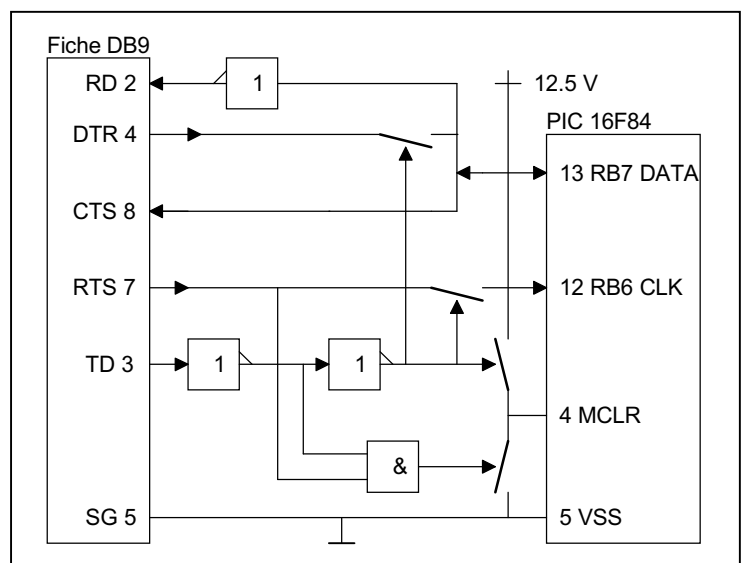 Fiche DB9
RD 2
1
12.5 V
DTR 4
PIC 16F84
13 RB7 DATA
CTS 8
RTS 7
12 RB6 CLK
TD 3
1
1
4 MCLR
&
SG 5
5 VSS